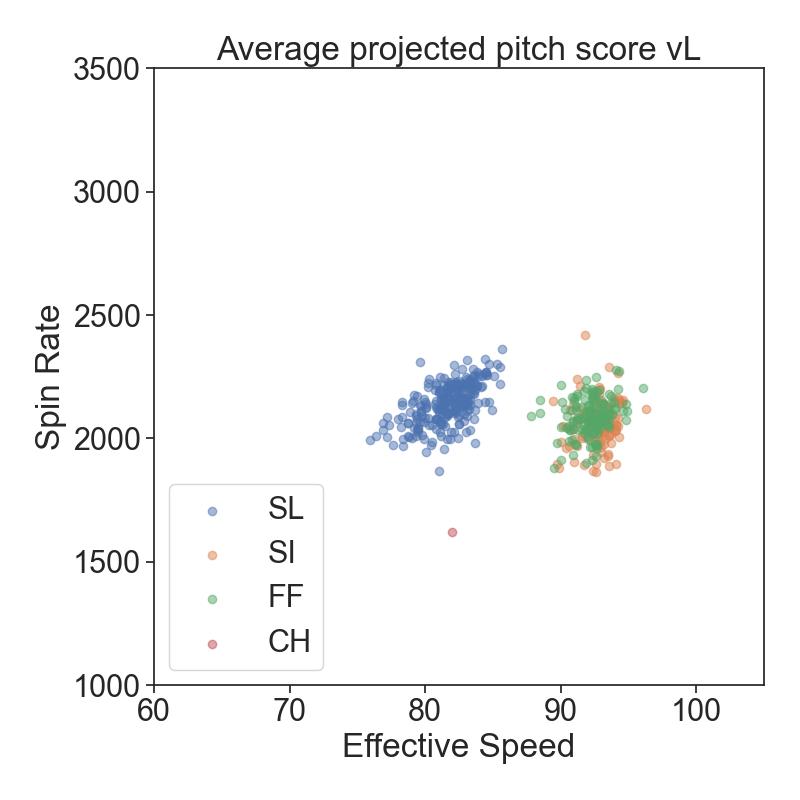 Average projected pitch score vL
3500
3000
2500
2000
1500
1000
Spin Rate
SL
SI
FF
CH
60 70 80 90 100
Effective Speed